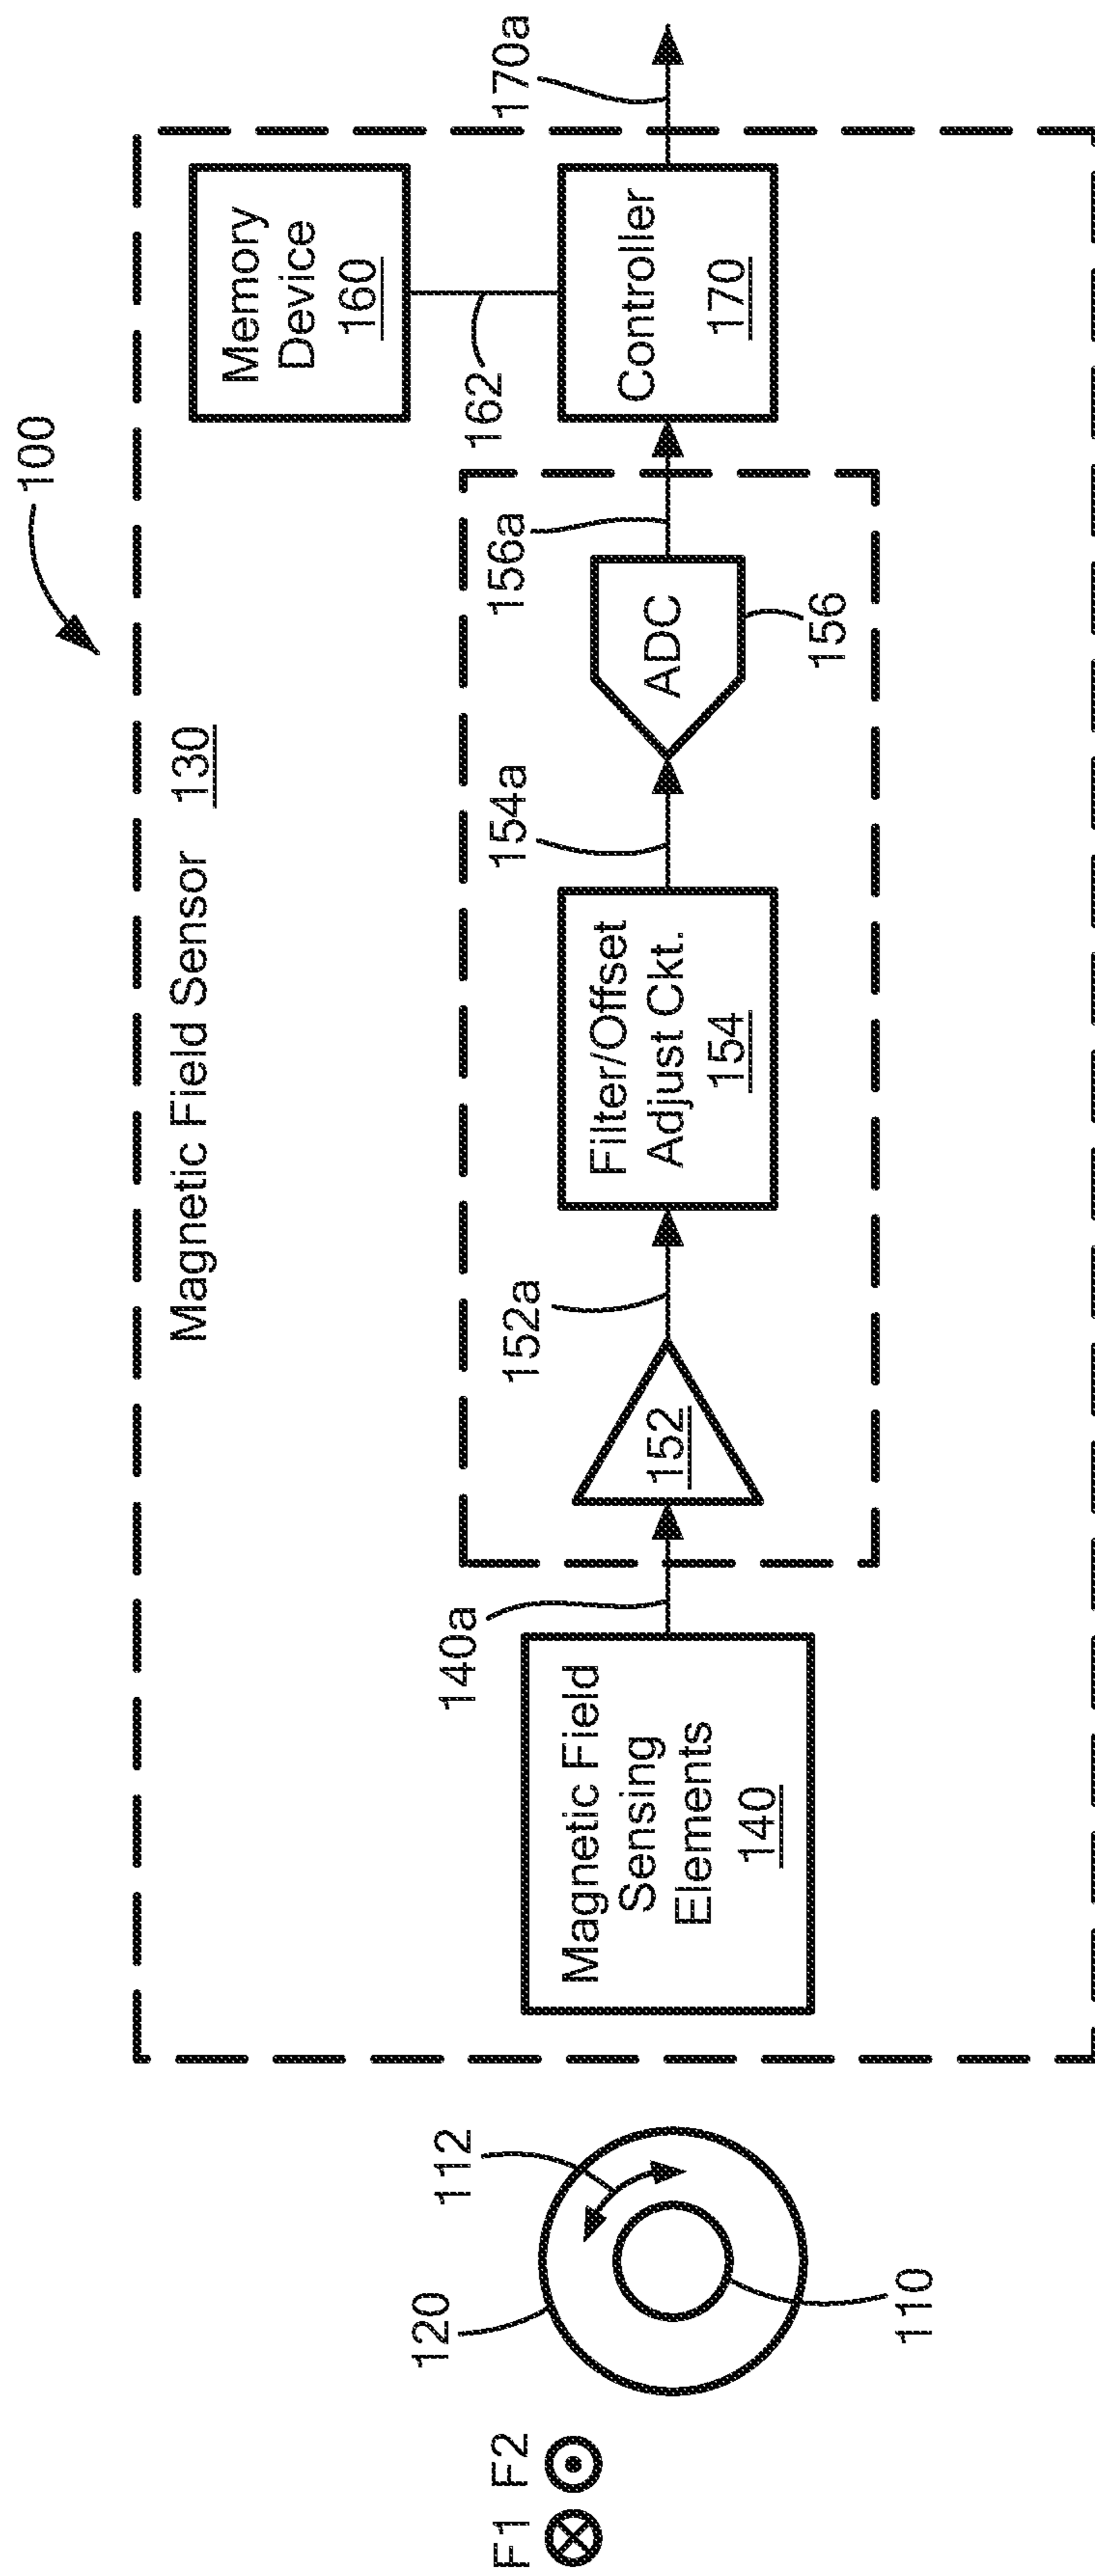 100
Magnetic Field Sensor 130
F1 F2
120
112
110
Magnetic Field
Sensing
Elements
140
140a
152
152a
Filter/Offset
Adjust Ckt.
154
154a
ADC
156
156a
Memory
Device
160
162
Controller
170
170a